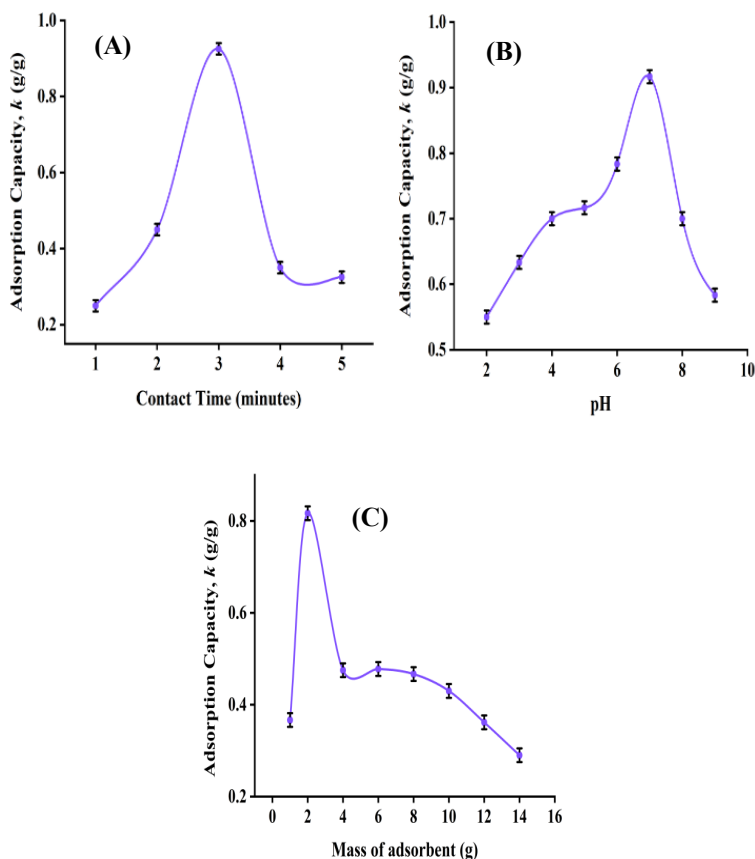 (A)
Adsorption Capacity, k (g/g)
1.0
0.8
0.6
0.4
0.2
1 2 3 4 5
Contact Time (minutes)
(B)
Adsorption Capacity, k (g/g)
1.0
0.9
0.8
0.7
0.6
0.5
2 4 6 8 10
pH
(C)
Adsorption Capacity, k (g/g)
0.8
0.6
0.4
0.2
0 2 4 6 8 10 12 14 16
Mass of adsorbent (g)